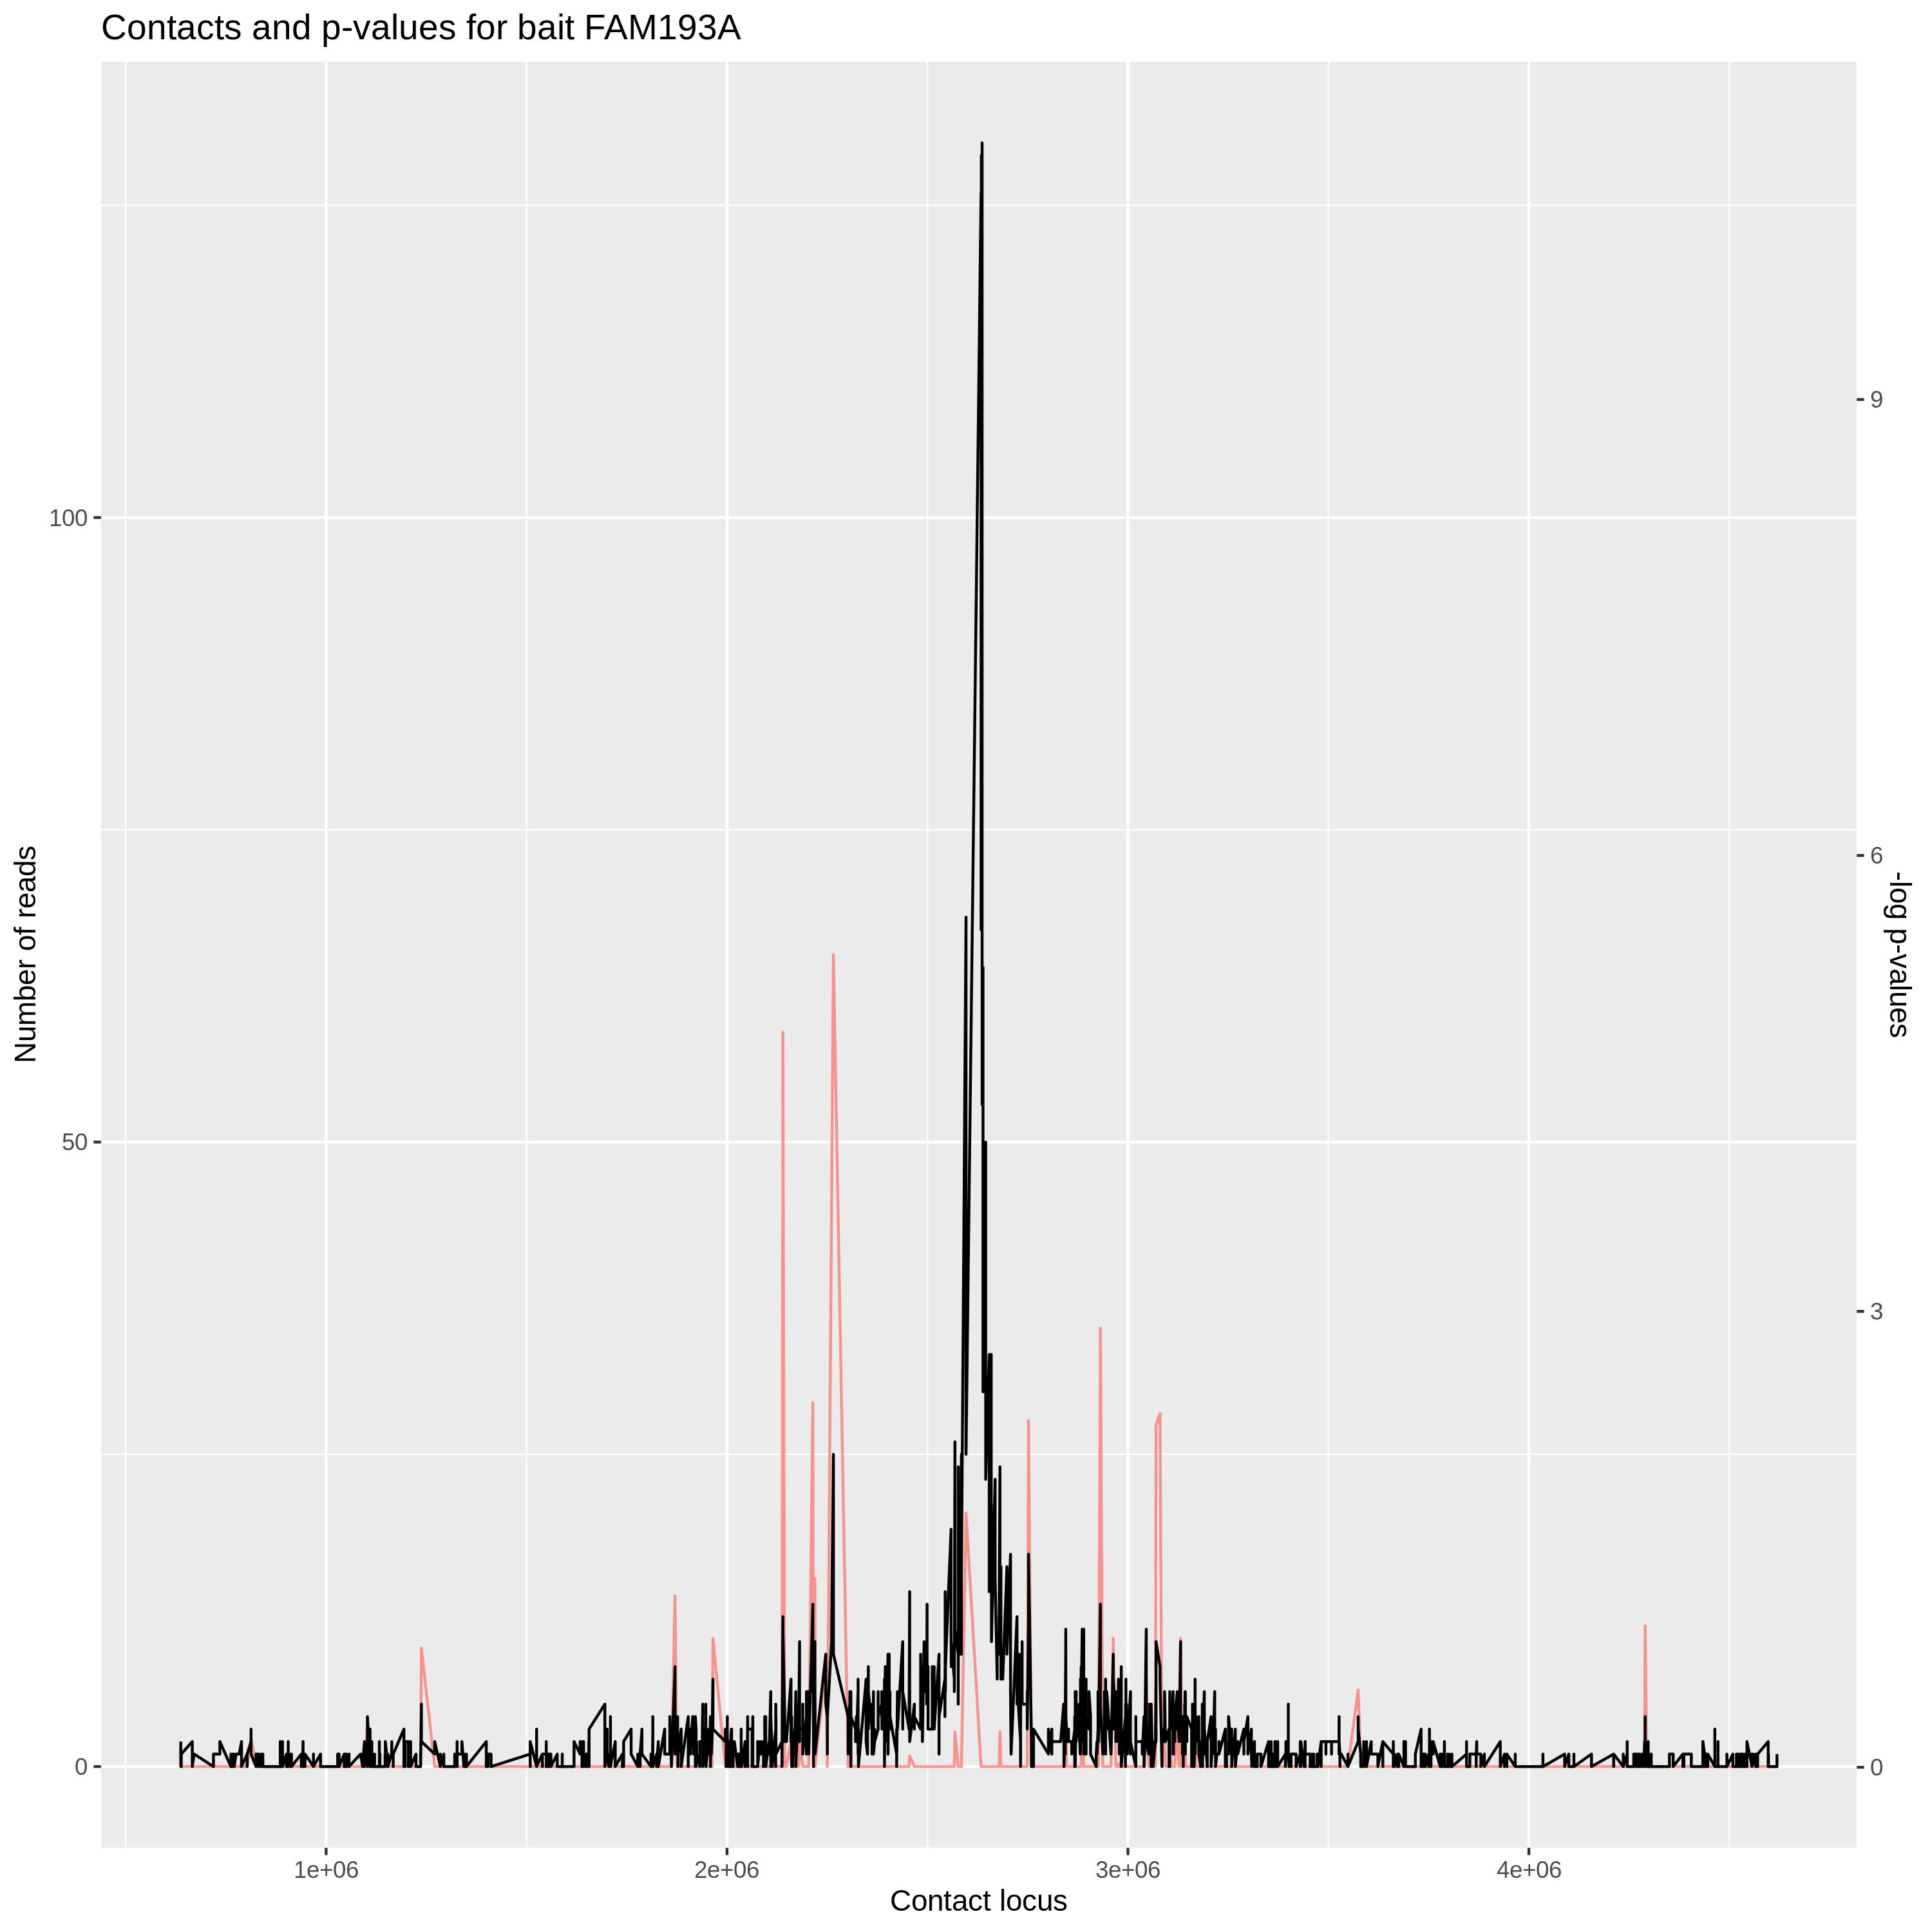 Contacts and p-values for bait FAM193A
Number of reads
100
50
0
9
6
3
0
-log p-values
1e+06
2e+06
3e+06
4e+06
Contact locus